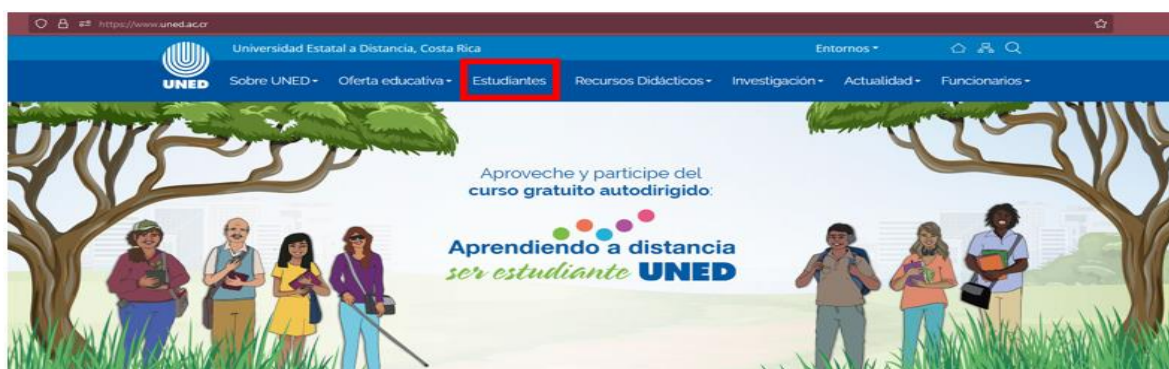 https://www.uned.ac.cr
Universidad Estatal a Distancia, Costa Rica
Entornos
UNED
Sobre UNED
Oferta educativa
Estudiantes
Recursos Didácticos
Investigación
Actualidad
Funcionarios
Aproveche y participe del
curso gratuito autodirigido:
Aprendiendo a distancia
ser estudiante UNED